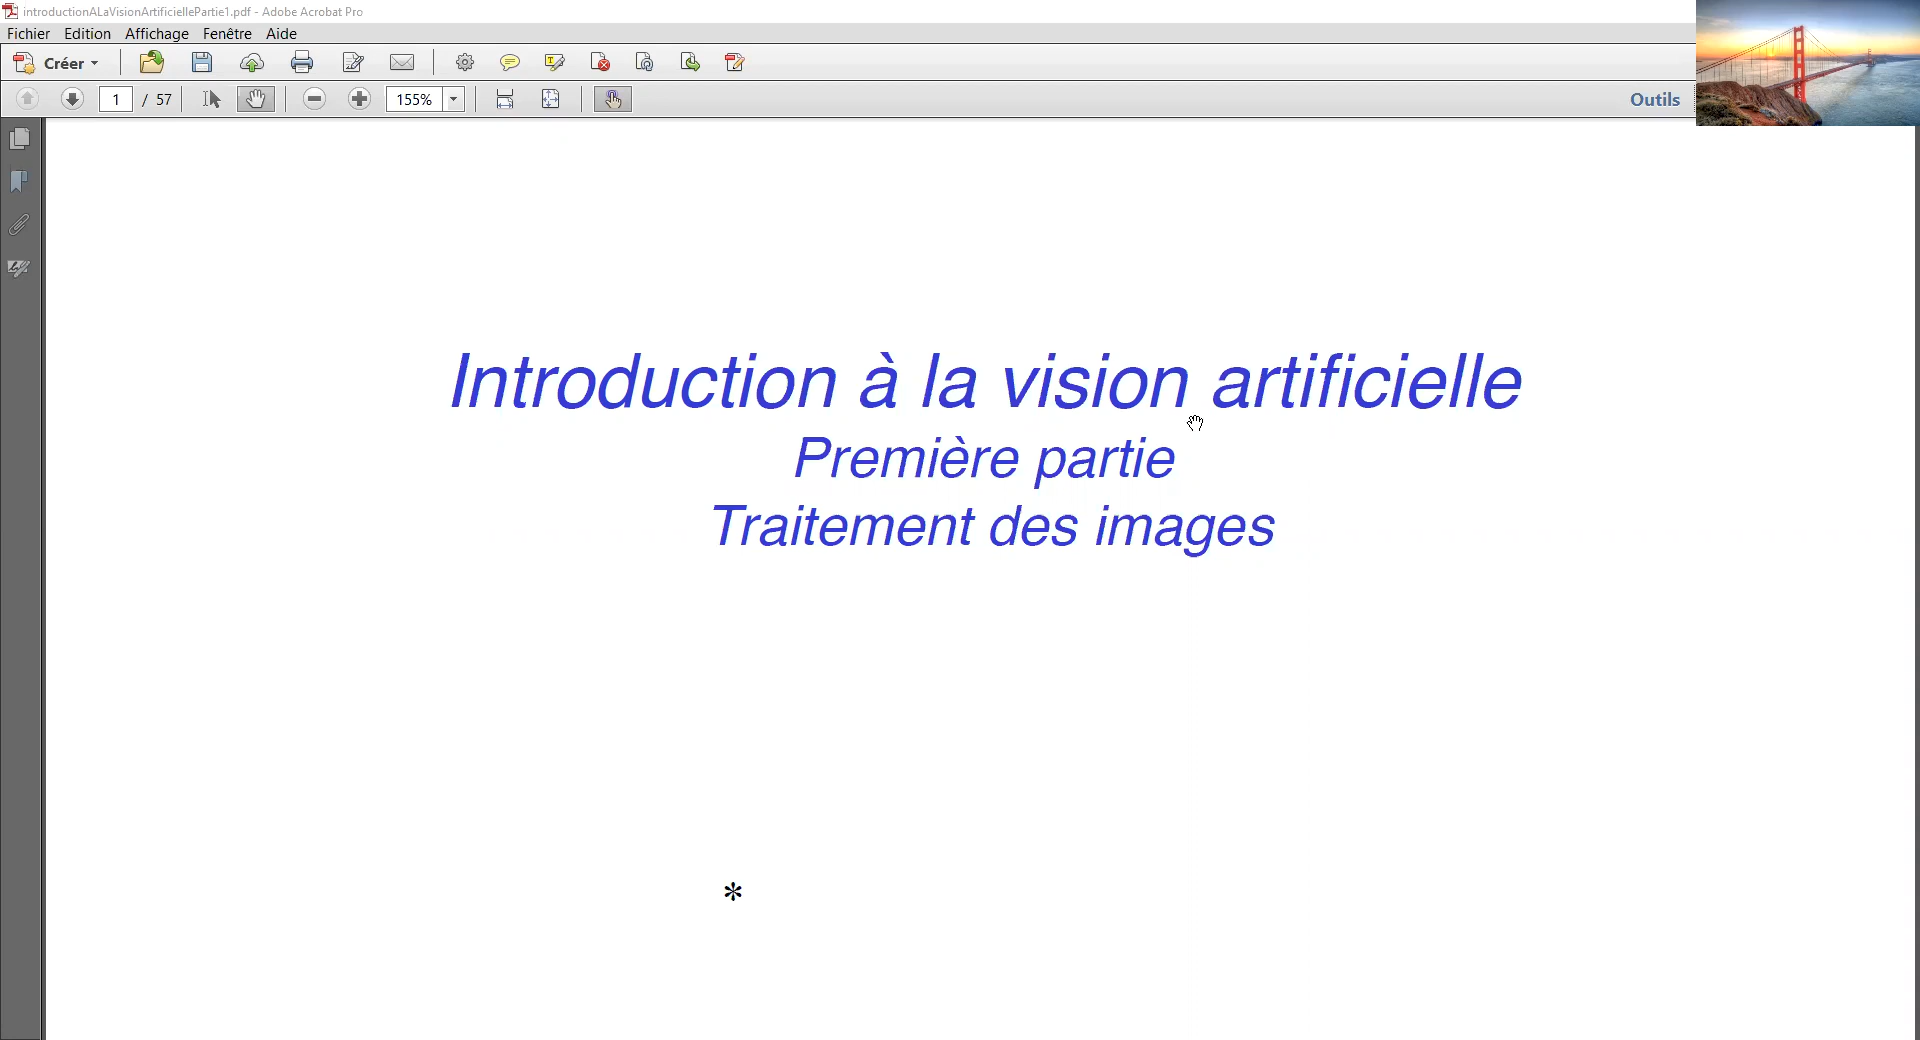 introductionALaVisionArtificiellePartie1.pdf - Adobe Acrobat Pro
Fichier Edition Affichage Fenêtre Aide
Créer
1 / 57 155% Outils
Introduction à la vision artificielle
Première partie
Traitement des images
*